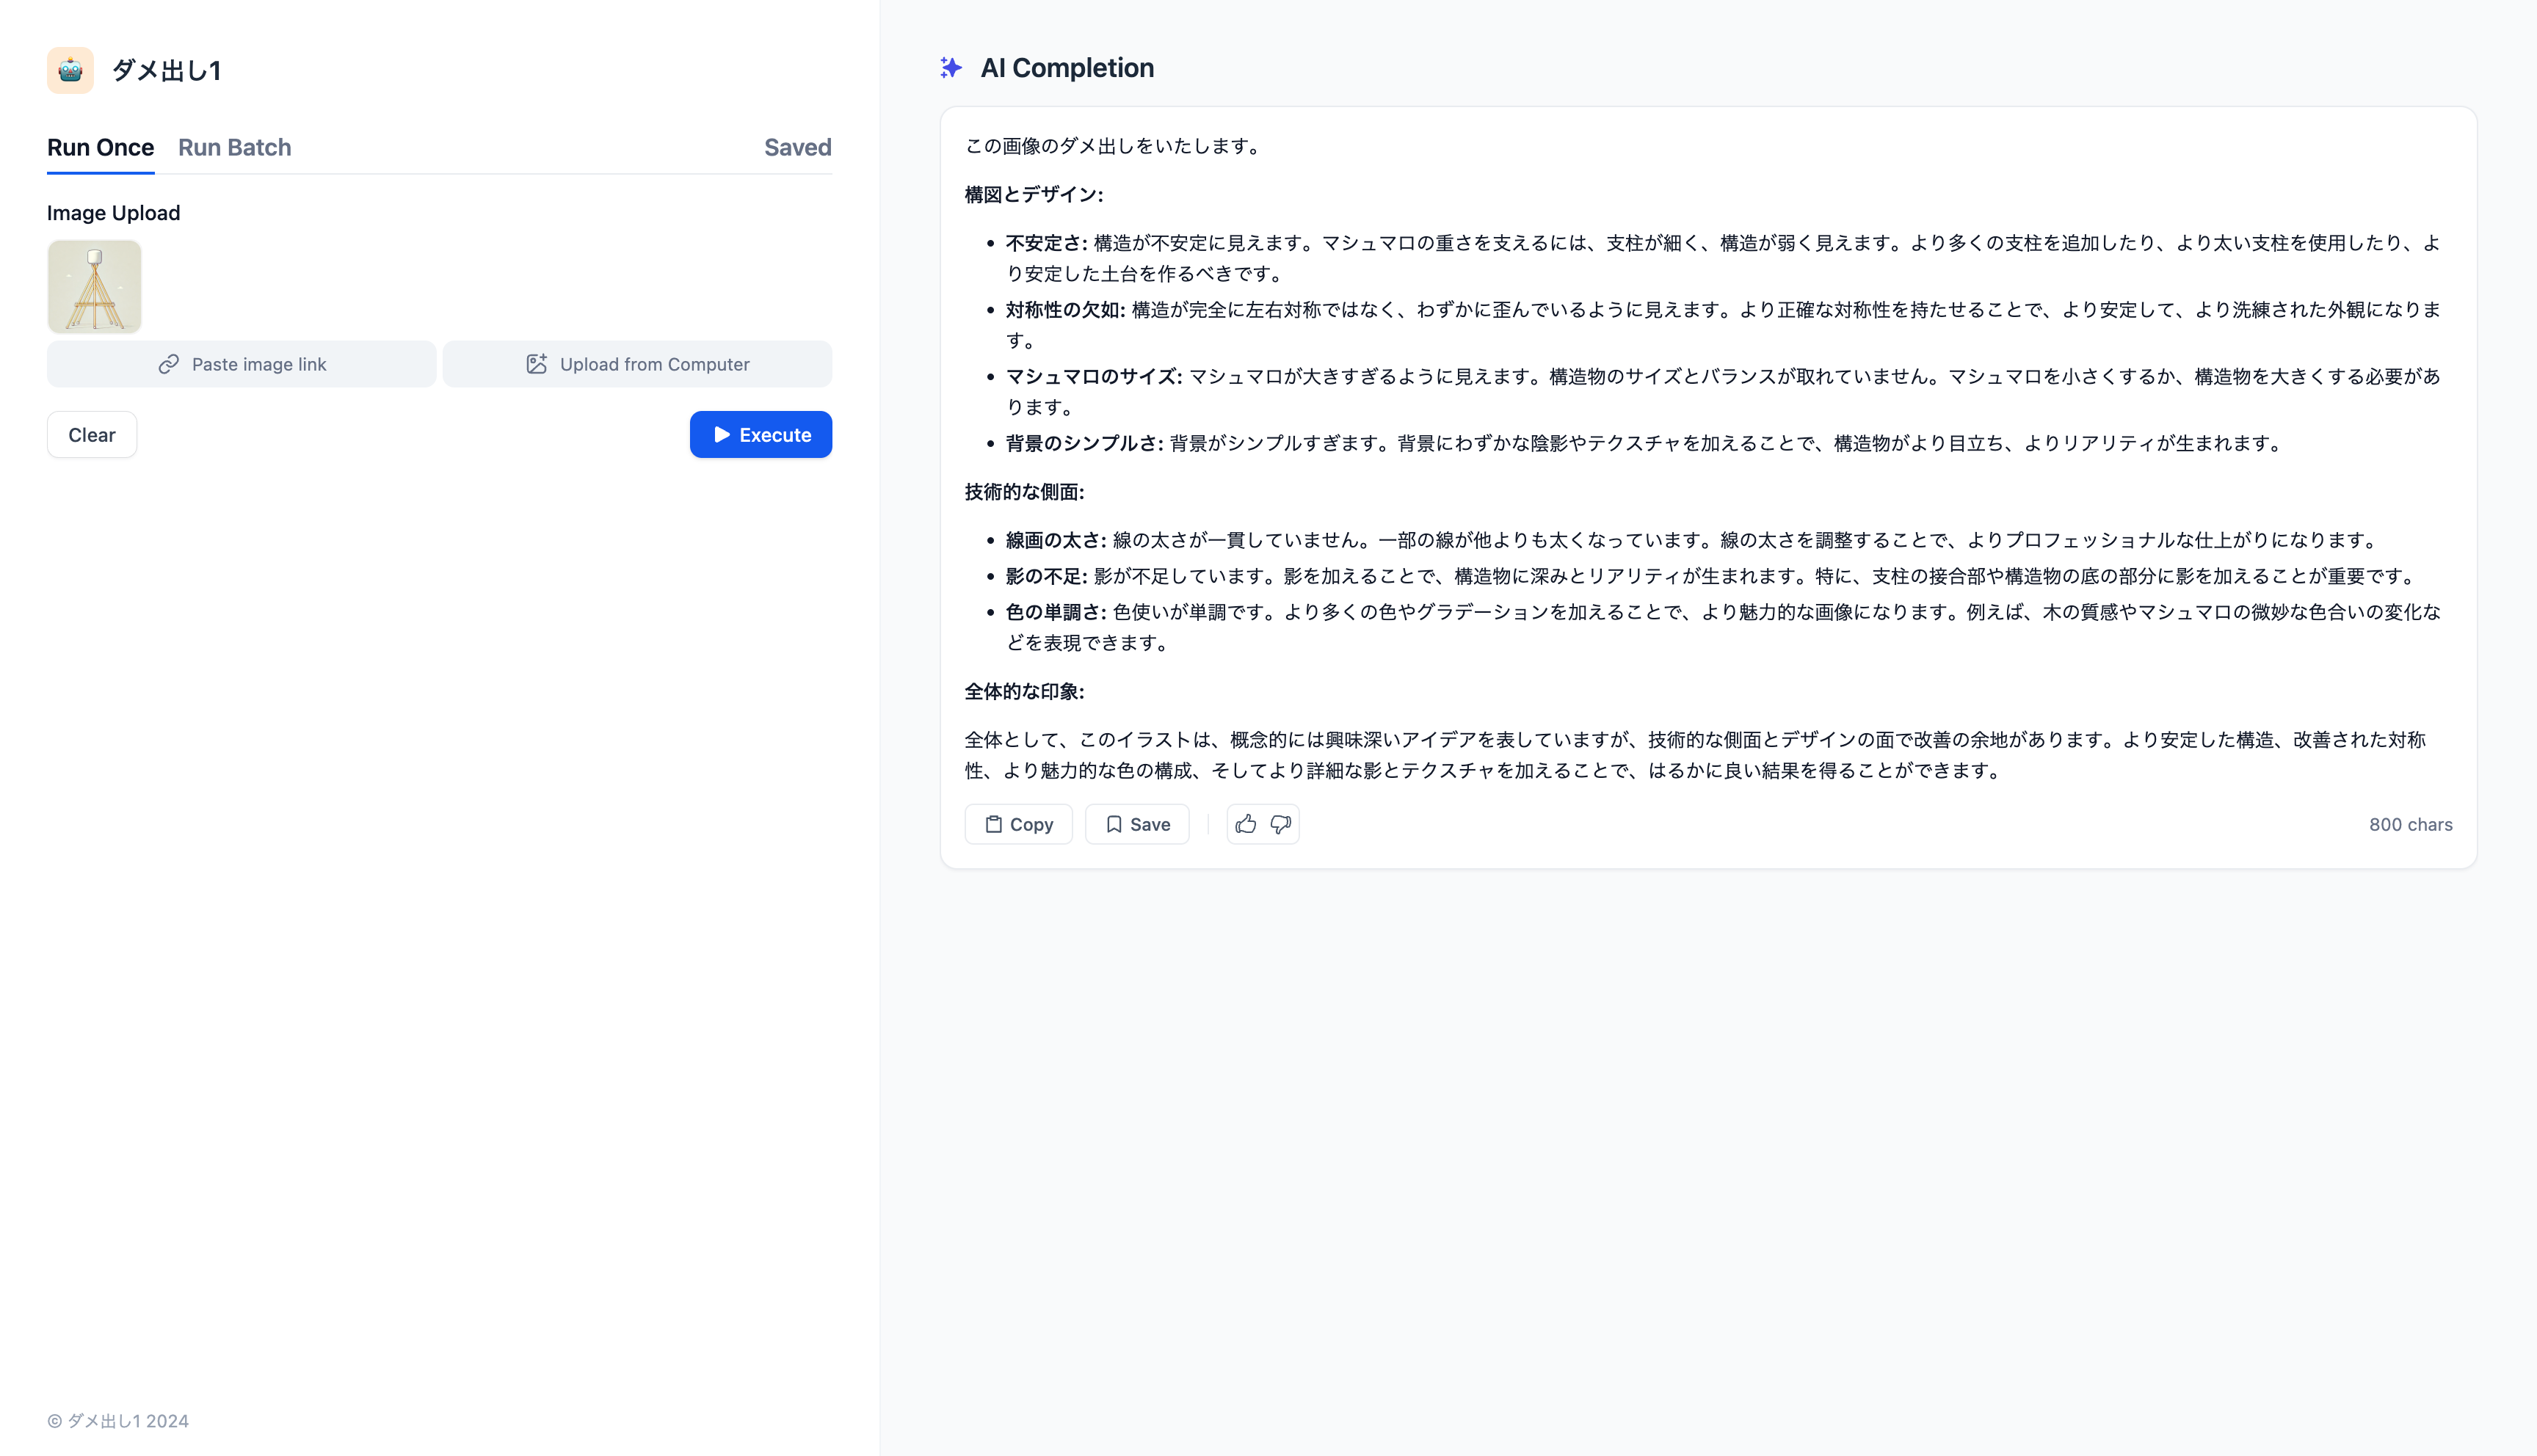 ダメ出し1
Run Once
Run Batch
Saved
Image Upload
Paste image link
Upload from Computer
Clear
Execute
© ダメ出し1 2024
AI Completion
この画像のダメ出しをいたします。
構図とデザイン:
• 不安定さ: 構造が不安定に見えます。マシュマロの重さを支えるには、支柱が細く、構造が弱く見えます。より多くの支柱を追加したり、より太い支柱を使用したり、よ
り安定した土台を作るべきです。
• 対称性の欠如: 構造が完全に左右対称ではなく、わずかに歪んでいるように見えます。より正確な対称性を持たせることで、より安定して、より洗練された外観になりま
す。
• マシュマロのサイズ: マシュマロが大きすぎるように見えます。構造物のサイズとバランスが取れていません。マシュマロを小さくするか、構造物を大きくする必要があ
ります。
• 背景のシンプルさ: 背景がシンプルすぎます。背景にわずかな陰影やテクスチャを加えることで、構造物がより目立ち、よりリアリティが生まれます。
技術的な側面:
• 線画の太さ: 線の太さが一貫していません。一部の線が他よりも太くなっています。線の太さを調整することで、よりプロフェッショナルな仕上がりになります。
• 影の不足: 影が不足しています。影を加えることで、構造物に深みとリアリティが生まれます。特に、支柱の接合部や構造物の底の部分に影を加えることが重要です。
• 色の単調さ: 色使いが単調です。より多くの色やグラデーションを加えることで、より魅力的な画像になります。例えば、木の質感やマシュマロの微妙な色合いの変化な
どを表現できます。
全体的な印象:
全体として、このイラストは、概念的には興味深いアイデアを表していますが、技術的な側面とデザインの面で改善の余地があります。より安定した構造、改善された対称
性、より魅力的な色の構成、そしてより詳細な影とテクスチャを加えることで、はるかに良い結果を得ることができます。
Copy
Save
800 chars